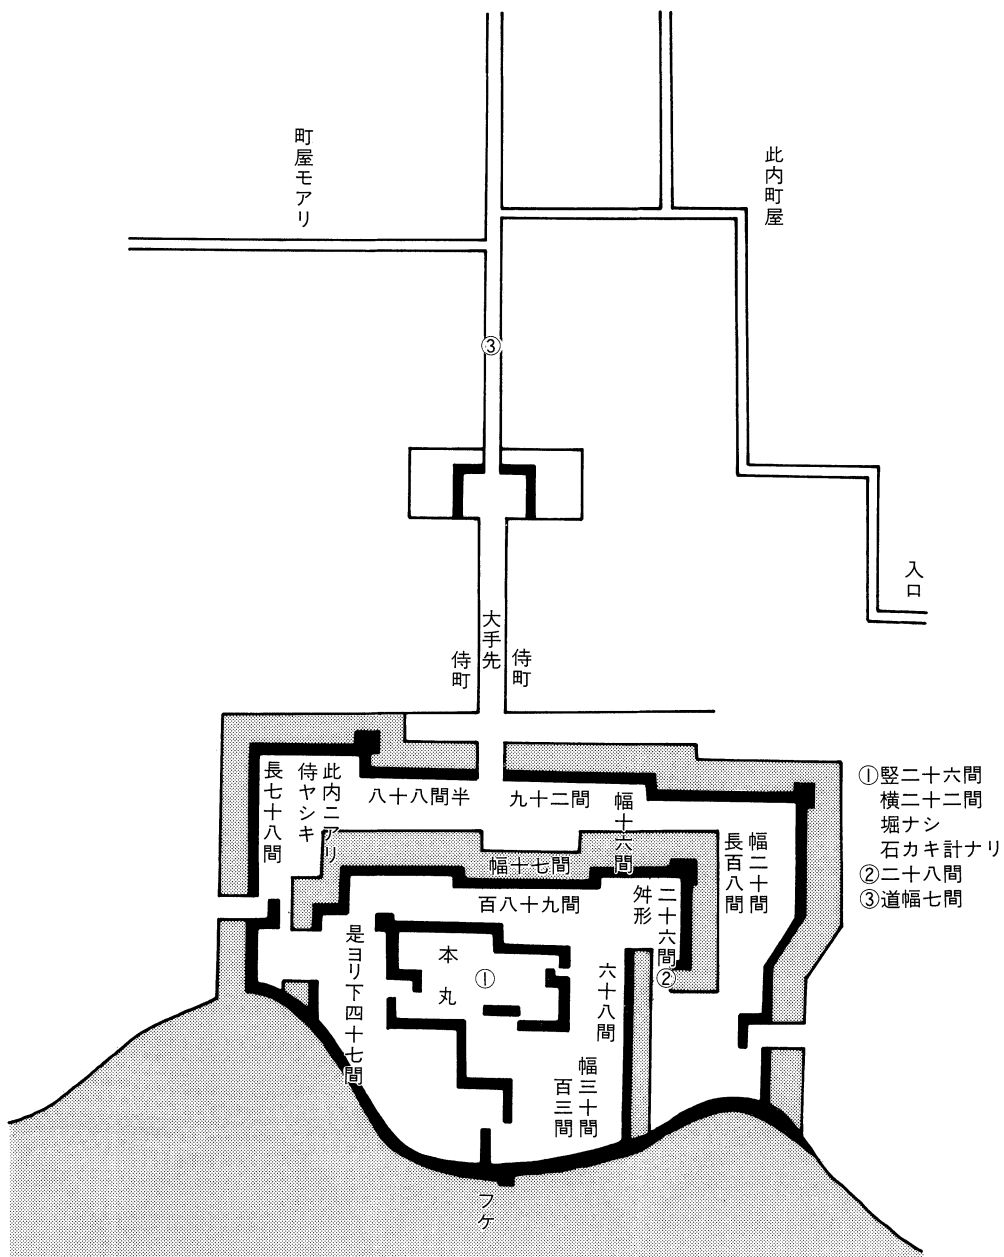 此内町屋
町屋モアリ
③
入口
大手先
侍町
侍町
①竪二十六間
横二十二間
堀ナシ
石カキ計ナリ
②二十八間
③道幅七間
此内ニアリ
侍ヤシキ
長七十八間
八十八間半
九十二間
幅十六間
幅二十間
長百八間
幅十七間
百八十九間
二十六間
舛形
②
是ヨリ下四十七間
本丸
①
六十八間
幅三十間
百三間
フケ